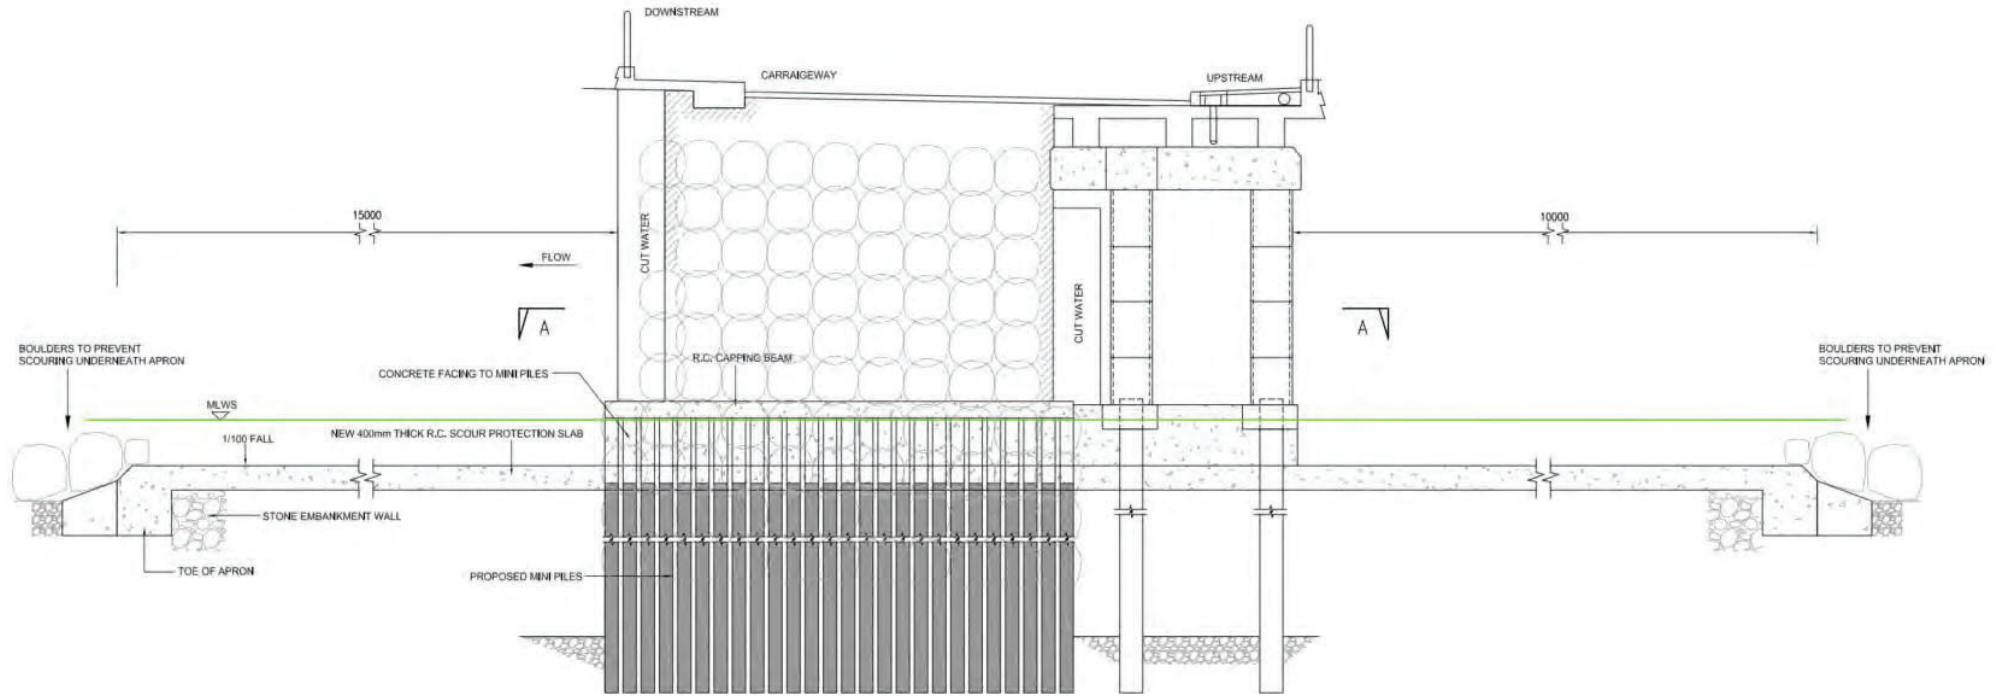 DOWNSTREAM
CARRAIGEWAY
UPSTREAM
15000
10000
CUT WATER
FLOW
CUT WATER
A
A
BOULDERS TO PREVENT
SCOURING UNDERNEATH APRON
BOULDERS TO PREVENT
SCOURING UNDERNEATH APRON
R.C. CAPPING BEAM
CONCRETE FACING TO MINI PILES
MLWS
1/100 FALL
NEW 400mm THICK R.C. SCOUR PROTECTION SLAB
STONE EMBANKMENT WALL
TOE OF APRON
PROPOSED MINI PILES